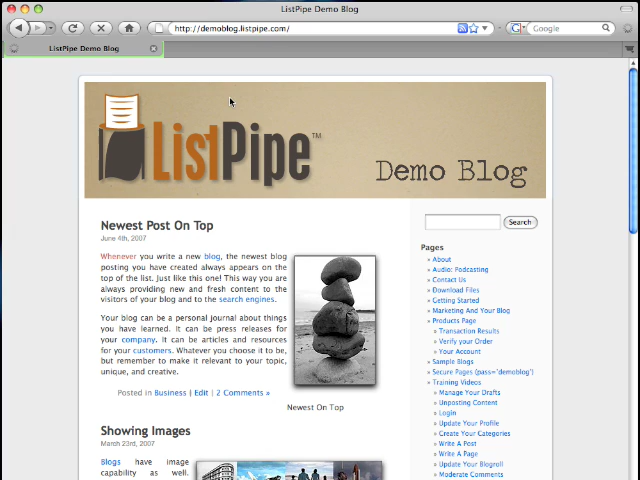 ListPipe Demo Blog
http://demoblog.listpipe.com/
Google
ListPipe Demo Blog
ListPipe™
Demo Blog
Newest Post On Top
June 4th, 2007
Whenever you write a new blog, the newest blog
posting you have created always appears on the
top of the list. Just like this one! This way you are
always providing new and fresh content to the
visitors of your blog and to the search engines.
Your blog can be a personal journal about things
you have learned. It can be press releases for
your company. It can be articles and resources
for your customers. Whatever you choose it to be,
but remember to make it relevant to your topic,
unique, and creative.
Posted in Business | Edit | 2 Comments »
Newest On Top
Showing Images
March 23rd, 2007
Blogs have image
capability as well.
Search
Pages
» About
» Audio: Podcasting
» Contact Us
» Download Files
» Getting Started
» Marketing And Your Blog
» Products Page
» Transaction Results
» Verify your Order
» Your Account
» Sample Blogs
» Secure Pages (pass='demoblog')
» Training Videos
» Manage Your Drafts
» Unposting Content
» Login
» Update Your Profile
» Create Your Categories
» Write A Post
» Write A Page
» Update Your Blogroll
» Moderate Comments